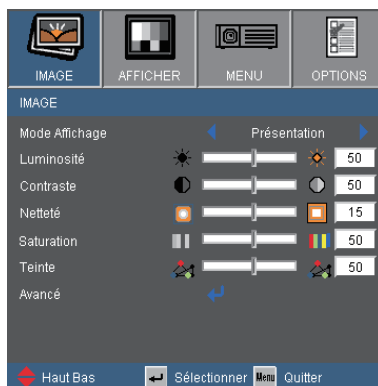 IMAGE AFFICHER MENU OPTIONS
IMAGE
Mode Affichage Présentation
Luminosité 50
Contraste 50
Netteté 15
Saturation 50
Teinte 50
Avancé
Haut Bas Sélectionner Menu Quitter